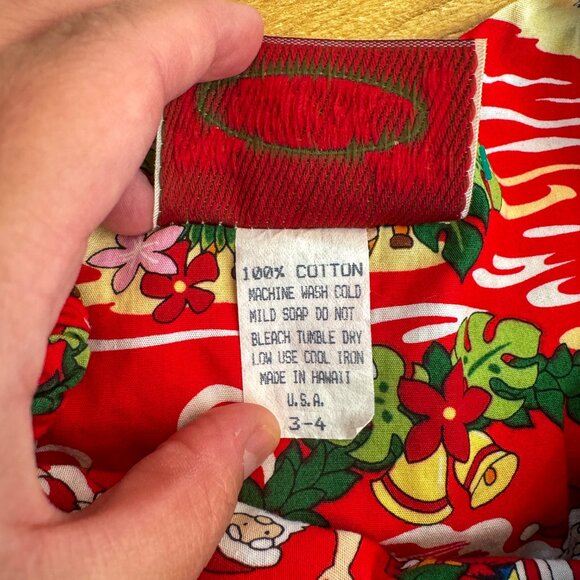 100% COTTON
MACHINE WASH COLD
MILD SOAP DO NOT
BLEACH TUMBLE DRY
LOW USE COOL IRON
MADE IN HAWAII
U.S.A.
3-4